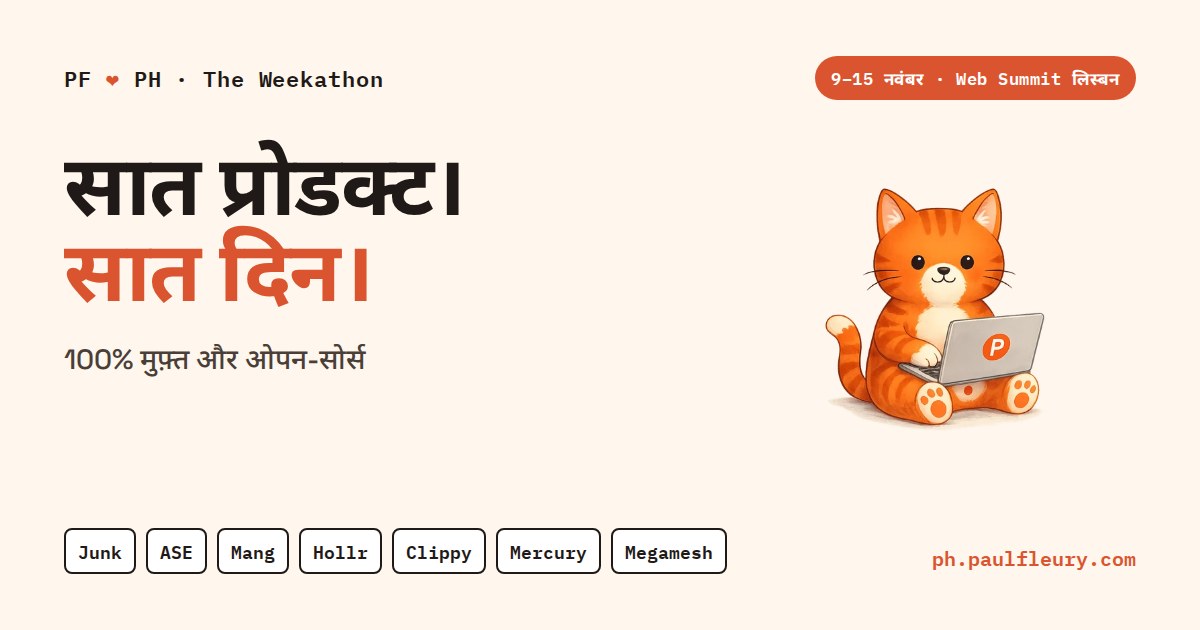 PF ❤ PH · The Weekathon
9–15 नवंबर · Web Summit लिस्बन
सात प्रोडक्ट।
सात दिन।
100% मुफ़्त और ओपन-सोर्स
P
Junk ASE Mang Hollr Clippy Mercury Megamesh
ph.paulfleury.com